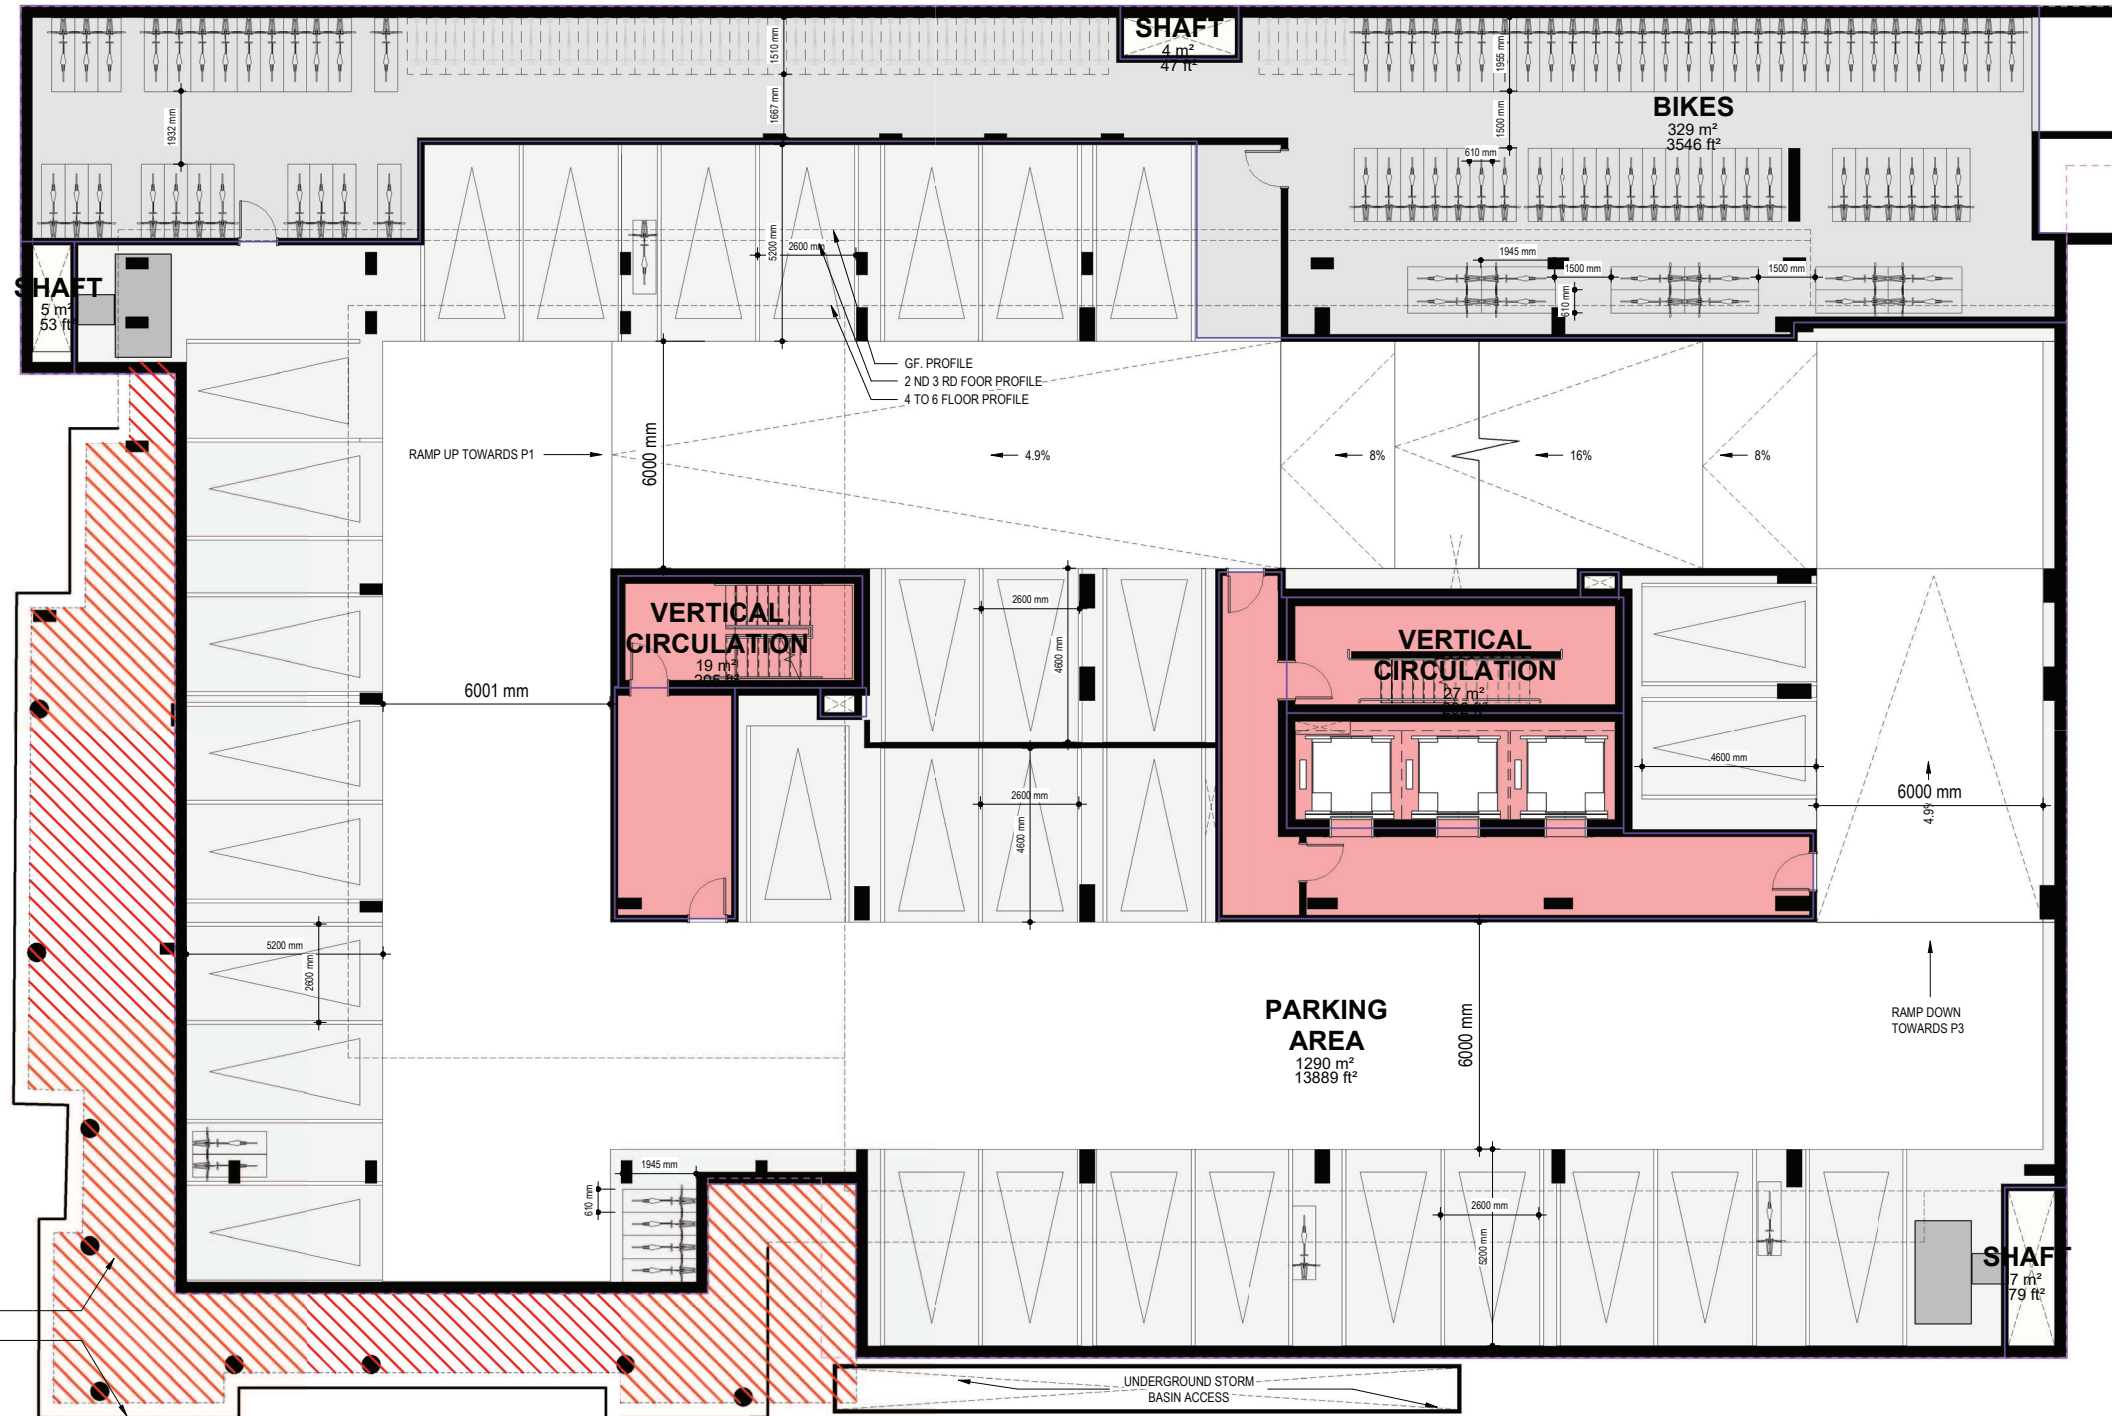 SHAFT
4 m²
47 ft²
1510 mm
1667 mm
1932 mm
1955 mm
1500 mm
BIKES
329 m²
3546 ft²
610 mm
5200 mm
2600 mm
1945 mm
1500 mm
1500 mm
610 mm
SHAFT
5 m²
53 ft²
GF. PROFILE
2 ND 3 RD FOOR PROFILE
4 TO 6 FLOOR PROFILE
RAMP UP TOWARDS P1
6000 mm
4.9%
8%
16%
8%
VERTICAL
CIRCULATION
19 m²
205 ft²
2600 mm
4600 mm
VERTICAL
CIRCULATION
27 m²
6001 mm
4600 mm
6000 mm
4.9%
2600 mm
4600 mm
5200 mm
2600 mm
PARKING
AREA
1290 m²
13889 ft²
6000 mm
RAMP DOWN
TOWARDS P3
1945 mm
610 mm
2600 mm
5200 mm
SHAF
7 m²
79 ft²
UNDERGROUND STORM
BASIN ACCESS